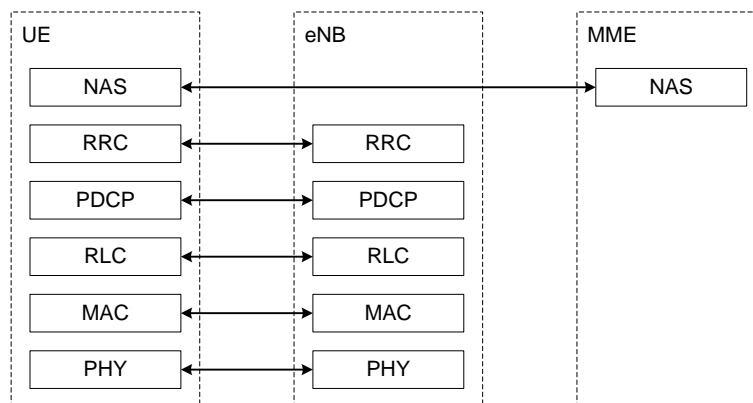 UE eNB MME
NAS NAS
RRC RRC
PDCP PDCP
RLC RLC
MAC MAC
PHY PHY